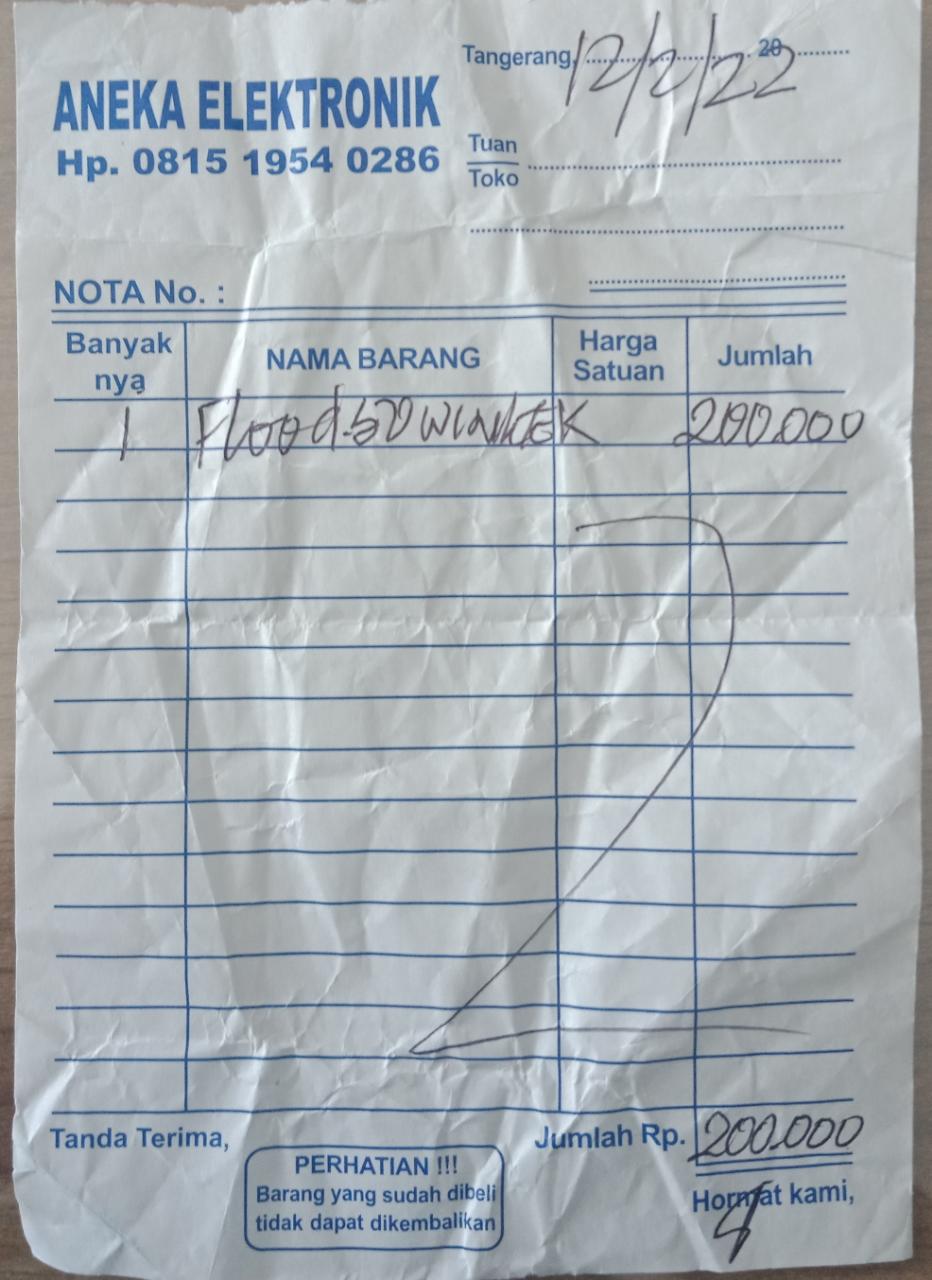 Tangerang, 12/2/22 20
ANEKA ELEKTRONIK
Hp. 0815 1954 0286
Tuan
Toko
NOTA No. :
Banyak nya NAMA BARANG Harga Satuan Jumlah
1 Flood 50 W 200.000
Tanda Terima, Jumlah Rp. 200.000
PERHATIAN !!!
Barang yang sudah dibeli
tidak dapat dikembalikan
Hormat kami,